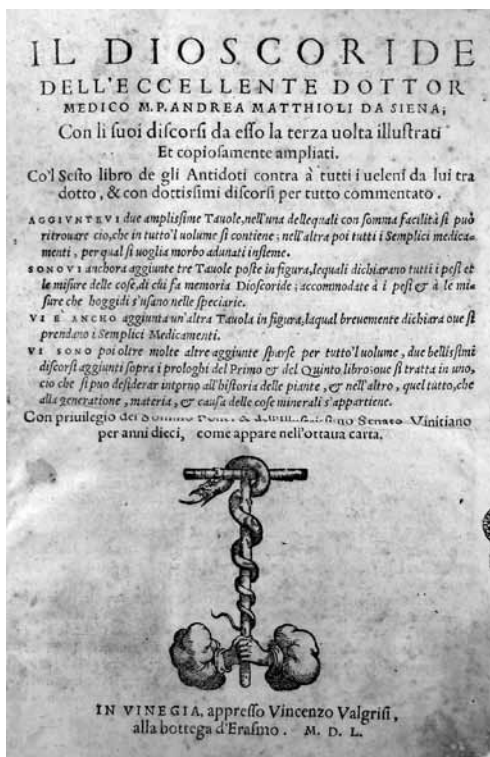 IL DIOSCORIDE
DELL'ECCELLENTE DOTTOR
MEDICO M.P. ANDREA MATTHIOLI DA SIENA;
Con li suoi discorsi da esso la terza uolta illustrati
Et copiosamente ampliati.
Co'l Sesto libro de gli Antidoti contra à tutti i ueleni da lui tra
dotto, & con dottissimi discorsi per tutto commentato.
AGGIVNTEVI due amplissime Tauole, nell'una dellequali con somma facilità si può
ritrouare cio, che in tutto'l uolume si contiene; nell'altra poi tutti i Semplici medica-
menti, per qual si uoglia morbo adunati insieme.
SONOVI anchora aggiunte tre Tauole poste in figura, lequali dichiarano tutti i pesi et
le misure delle cose, di chi fa memoria Dioscoride; accommodate à i pesi & à le mi-
sure che hoggidi s'usano nelle speciarie.
VI E ANCHO aggiunta un'altra Tauola in figura, laqual breuemente dichiara oue si
prendano i Semplici Medicamenti.
VI SONO poi oltre molte altre aggiunte sparse per tutto'l uolume, due bellissimi
discorsi aggiunti sopra i prologhi del Primo & del Quinto libro; oue si tratta in uno,
cio che si puo desiderar intorno all'historia delle piante, & nell'altro, quel tutto, che
alla generatione, materia, & causa delle cose minerali s'appartiene.
Con priuilegio del Senato Vinitiano
per anni dieci, come appare nell'ottaua carta.
IN VINEGIA, appresso Vincenzo Valgrisi,
alla bottega d'Erasmo. M. D. L.